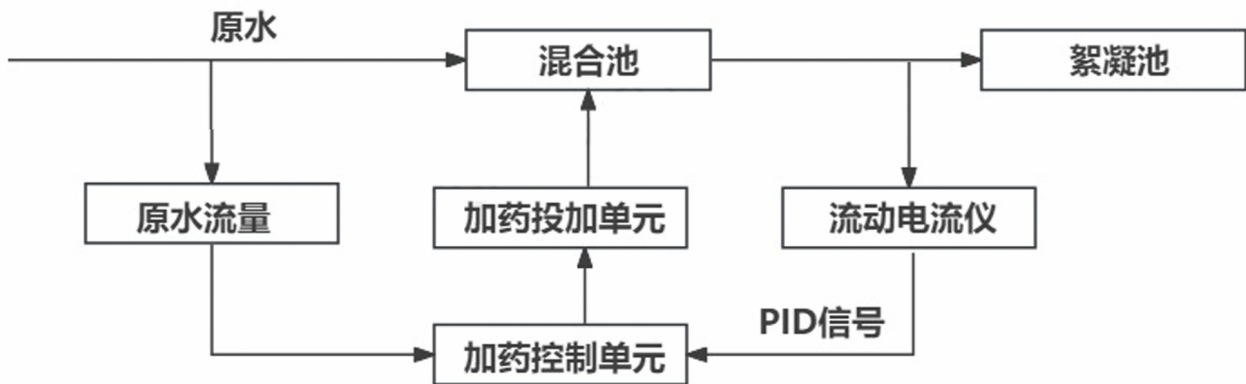 原水
混合池
絮凝池
原水流量
加药投加单元
流动电流仪
PID信号
加药控制单元